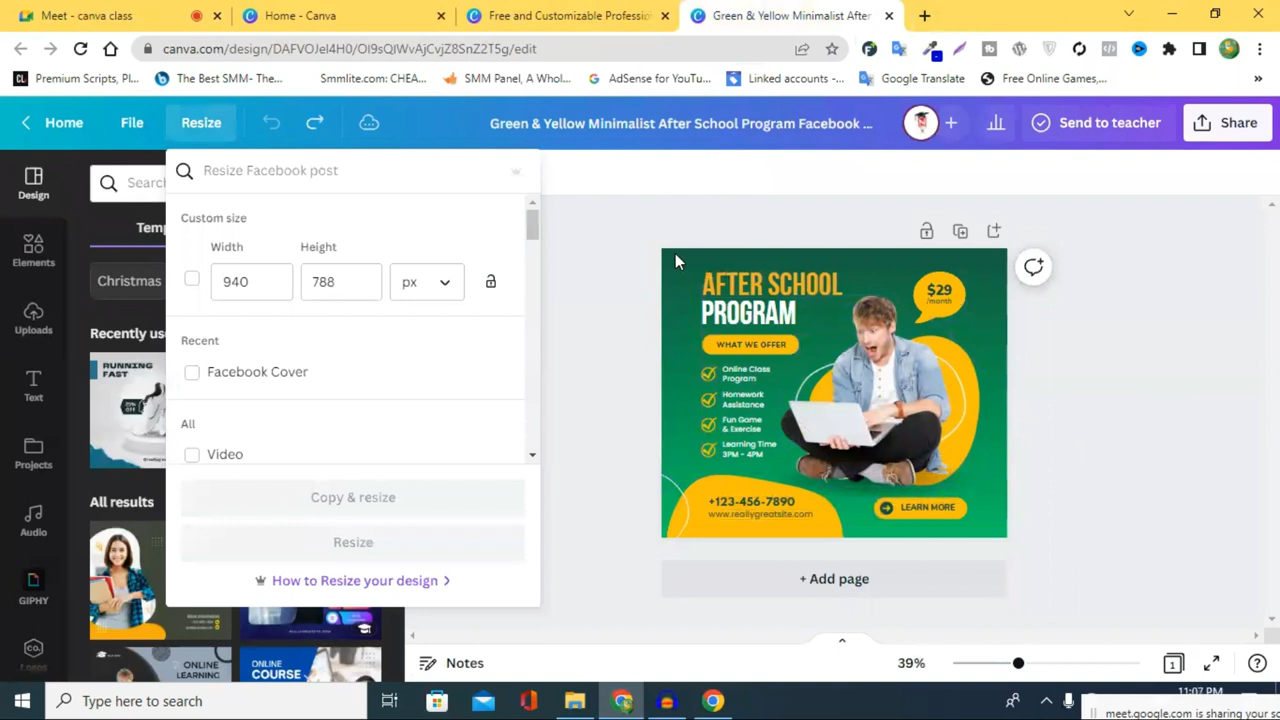 Meet - canva class
Home - Canva
Free and Customizable Professio
Green & Yellow Minimalist After
canva.com/design/DAFVOJel4H0/OI9sQIWvAjCvjZ8SnZ2T5g/edit
Premium Scripts, Pl...
The Best SMM- The...
Smmlite.com: CHEA...
SMM Panel, A Whol...
AdSense for YouTu...
Linked accounts -...
Google Translate
Free Online Games,...
»
Home
File
Resize
Green & Yellow Minimalist After School Program Facebook ...
Send to teacher
Share
Design
Elements
Uploads
Text
Projects
Audio
GIPHY
Search
Christmas
All results
Resize Facebook post
Custom size
Width
Height
940
788
px
Recent
Facebook Cover
All
Video
Copy & resize
Resize
How to Resize your design
RUNNING
FAST
ONLINE
LEARNING
ONLINE
COURSE
AFTER SCHOOL
PROGRAM
$29
/month
WHAT WE OFFER
Online Class
Program
Homework
Assistance
Fun Game
& Exercise
Learning Time
3PM - 4PM
+123-456-7890
www.reallygreatsite.com
LEARN MORE
+ Add page
Notes
39%
1
Type here to search
11:07 PM
meet.google.com is sharing your sc